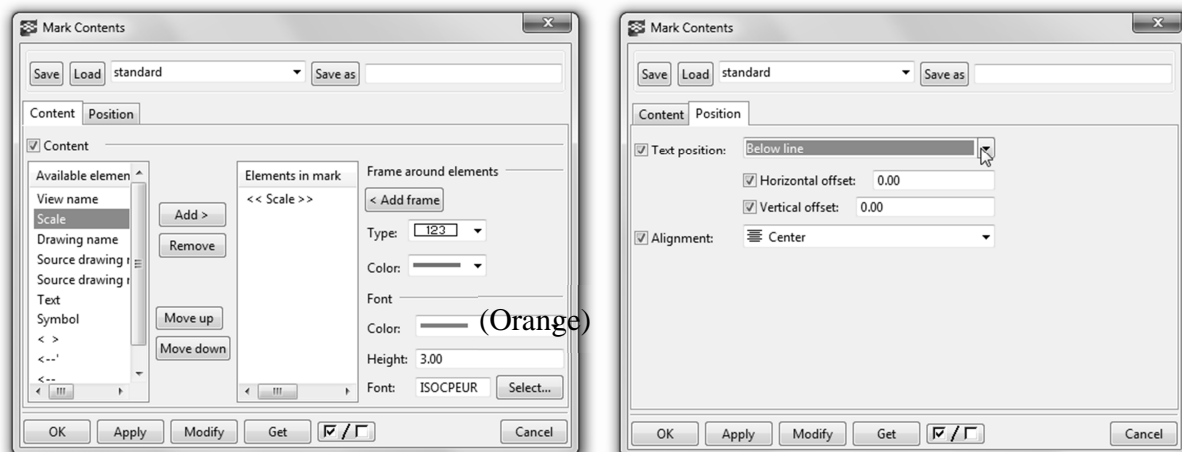 Mark Contents
Save Load standard Save as
Content Position
Content
Available elemen
View name
Scale
Drawing name
Source drawing
Source drawing
Text
Symbol
< >
<--'
<--
Add >
Remove
Move up
Move down
Elements in mark
<< Scale >>
Frame around elements
< Add frame
Type: 123
Color:
Font
Color: (Orange)
Height: 3.00
Font: ISOCPEUR Select...
OK Apply Modify Get / Cancel
Mark Contents
Save Load standard Save as
Content Position
Text position: Below line
Horizontal offset: 0.00
Vertical offset: 0.00
Alignment: Center
OK Apply Modify Get / Cancel